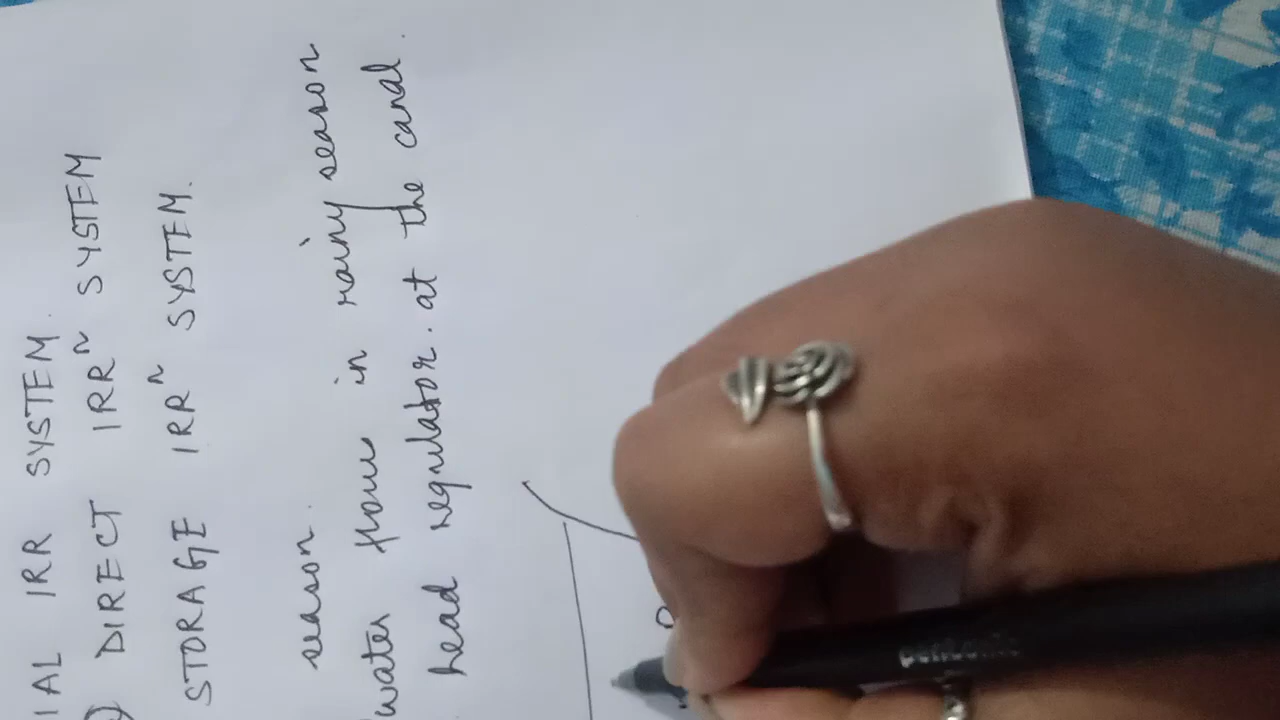 IAL IRR SYSTEM.
DIRECT IRRⁿ SYSTEM
STORAGE IRRⁿ SYSTEM.
season.
water flow in rainy season
head regulator. at the canal.